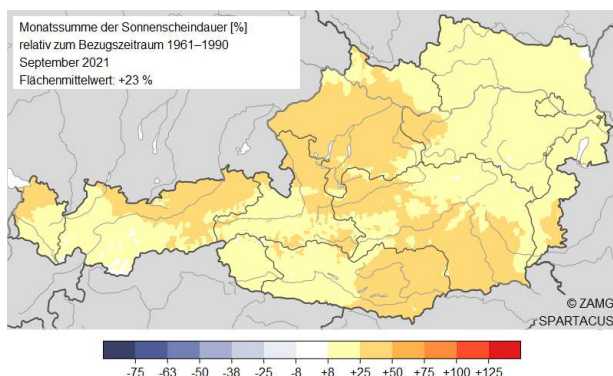 Monatssumme der Sonnenscheindauer [%]
relativ zum Bezugszeitraum 1961–1990
September 2021
Flächenmittelwert: +23 %
© ZAMG
SPARTACUS
-75 -63 -50 -38 -25 -8 +8 +25 +50 +75 +100 +125